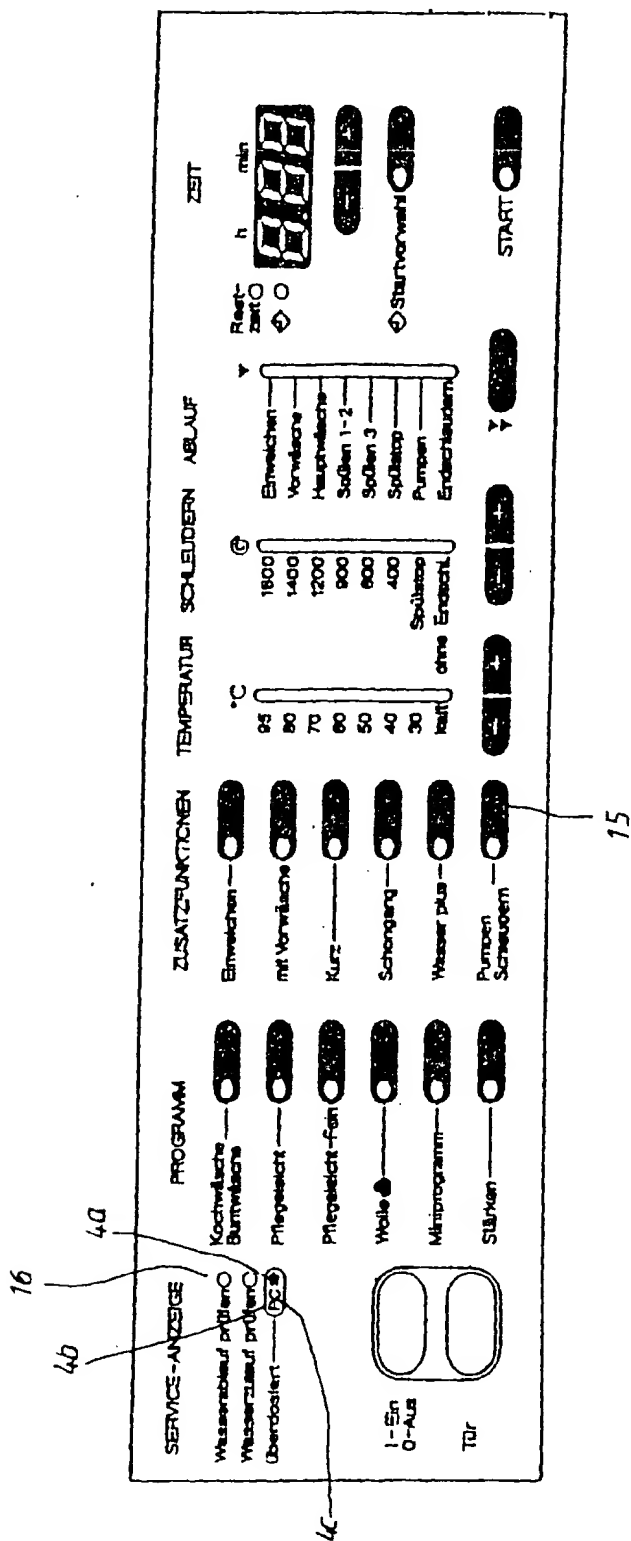 SERVICE-ANZEIGE
Wasserablauf prüfen
Wasserzulauf prüfen
Überdosiert
PC
1-Ein
0-Aus
Tür
16
4a
4b
4c
PROGRAMM
Kochwäsche
Buntwäsche
Pflegeleicht
Pflegeleicht-Fein
Wolle
Miniprogramm
Stärken
ZUSATZFUNKTIONEN
Einweichen
mit Vorwäsche
Kurz
Schongang
Wasser plus
Pumpen
Schleudern
15
TEMPERATUR
°C
95
80
70
60
50
40
30
kalt
- +
SCHLEUDERN
1600
1400
1200
900
600
400
Spülstop
ohne Endschl.
- +
ABLAUF
Einweichen
Vorwäsche
Hauptwäsche
Spülen 1-2
Spülen 3
Spülstop
Pumpen
Endschleudern
ZEIT
h min
Rest-
zeit
88 88
- +
Startvorwahl
START